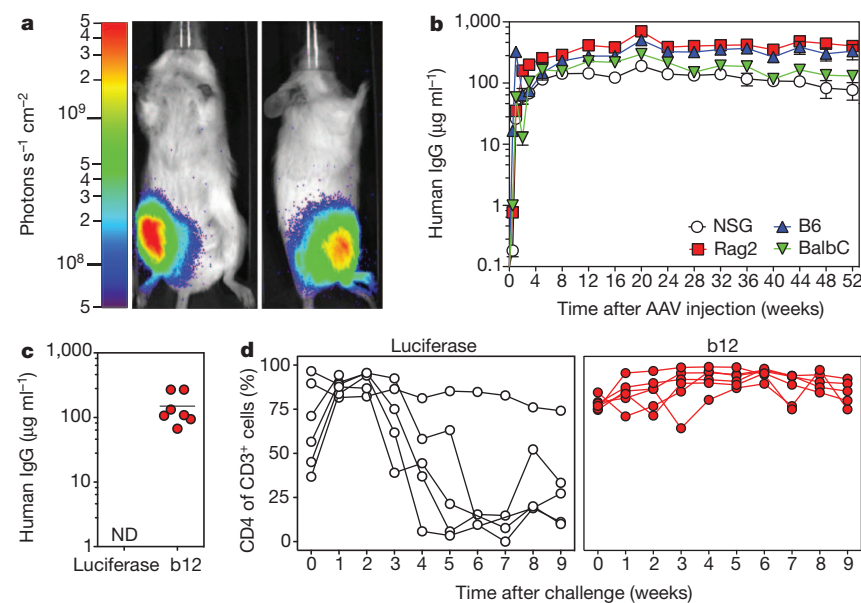 a
Photons s⁻¹ cm⁻²
5
4
3
2
10⁹
5
4
3
2
10⁸
5
b
Human IgG (μg ml⁻¹)
1,000
100
10
1
0.1
NSG
B6
Rag2
BalbC
0 4 8 12 16 20 24 28 32 36 40 44 48 52
Time after AAV injection (weeks)
c
Human IgG (μg ml⁻¹)
1,000
100
10
1
ND
Luciferase b12
d
Luciferase
b12
CD4 of CD3⁺ cells (%)
100
75
50
25
0
0 1 2 3 4 5 6 7 8 9
0 1 2 3 4 5 6 7 8 9
Time after challenge (weeks)